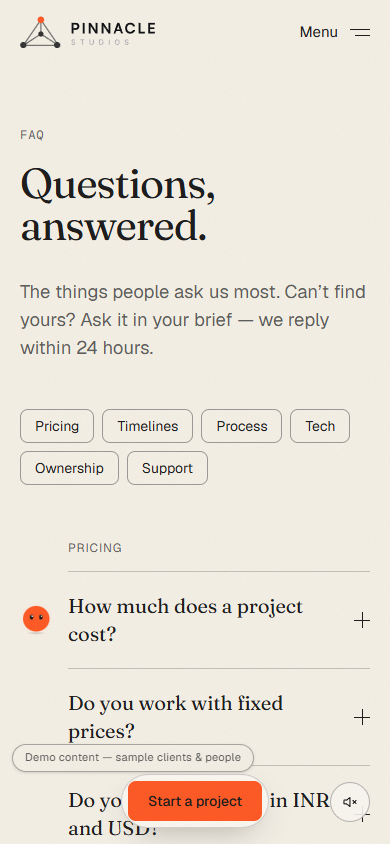 PINNACLE
STUDIOS
Menu
FAQ
Questions,
answered.
The things people ask us most. Can’t find
yours? Ask it in your brief — we reply
within 24 hours.
Pricing
Timelines
Process
Tech
Ownership
Support
PRICING
How much does a project
cost?
Do you work with fixed
prices?
Demo content — sample clients & people
Do yo
in INR
Start a project
and USD?